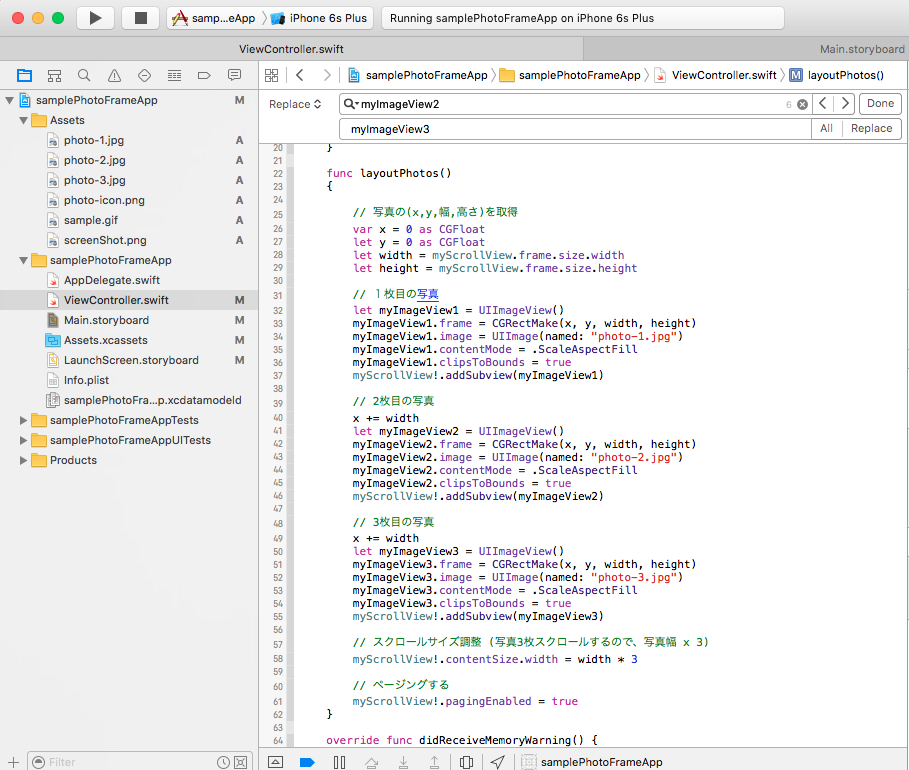 samp...eApp
iPhone 6s Plus
Running samplePhotoFrameApp on iPhone 6s Plus
ViewController.swift
Main.storyboard
samplePhotoFrameApp
samplePhotoFrameApp
ViewController.swift
M
layoutPhotos()
samplePhotoFrameApp M
Assets
photo-1.jpg A
photo-2.jpg A
photo-3.jpg A
photo-icon.png A
sample.gif A
screenShot.png A
samplePhotoFrameApp
AppDelegate.swift
ViewController.swift M
Main.storyboard M
Assets.xcassets M
LaunchScreen.storyboard M
Info.plist
samplePhotoFra...p.xcdatamodeld
samplePhotoFrameAppTests
samplePhotoFrameAppUITests
Products
Filter
Replace
myImageView2
6
Done
myImageView3
All
Replace
20 }
21
22 func layoutPhotos()
23 {
24
25 // 写真の(x,y,幅,高さ)を取得
26 var x = 0 as CGFloat
27 let y = 0 as CGFloat
28 let width = myScrollView.frame.size.width
29 let height = myScrollView.frame.size.height
30
31 // １枚目の写真
32 let myImageView1 = UIImageView()
33 myImageView1.frame = CGRectMake(x, y, width, height)
34 myImageView1.image = UIImage(named: "photo-1.jpg")
35 myImageView1.contentMode = .ScaleAspectFill
36 myImageView1.clipsToBounds = true
37 myScrollView!.addSubview(myImageView1)
38
39 // 2枚目の写真
40 x += width
41 let myImageView2 = UIImageView()
42 myImageView2.frame = CGRectMake(x, y, width, height)
43 myImageView2.image = UIImage(named: "photo-2.jpg")
44 myImageView2.contentMode = .ScaleAspectFill
45 myImageView2.clipsToBounds = true
46 myScrollView!.addSubview(myImageView2)
47
48 // 3枚目の写真
49 x += width
50 let myImageView3 = UIImageView()
51 myImageView3.frame = CGRectMake(x, y, width, height)
52 myImageView3.image = UIImage(named: "photo-3.jpg")
53 myImageView3.contentMode = .ScaleAspectFill
54 myImageView3.clipsToBounds = true
55 myScrollView!.addSubview(myImageView3)
56
57 // スクロールサイズ調整 (写真3枚スクロールするので、写真幅 x 3)
58 myScrollView!.contentSize.width = width * 3
59
60 // ページングする
61 myScrollView!.pagingEnabled = true
62 }
63
64 override func didReceiveMemoryWarning() {
samplePhotoFrameApp